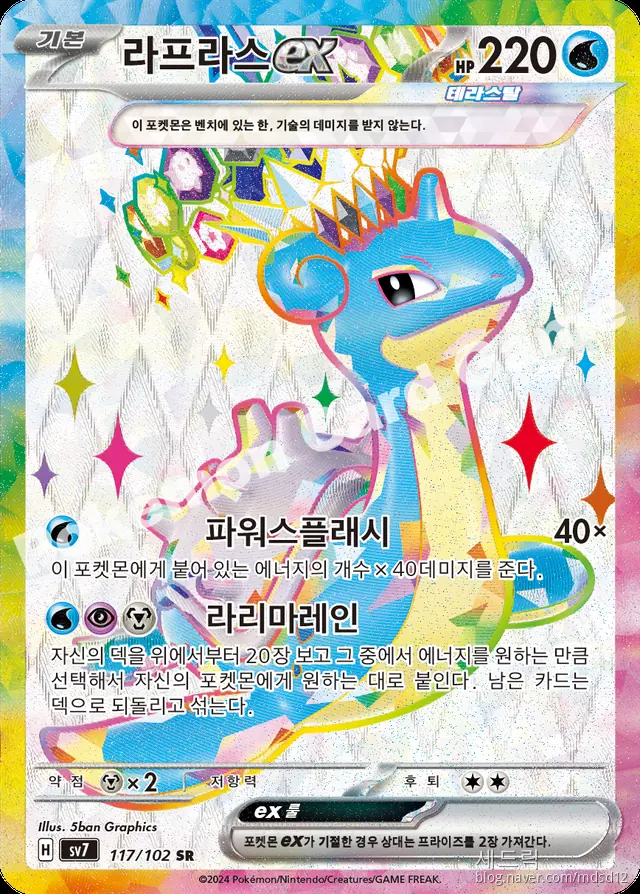 기본 라프라스ex HP 220
테라스탈
이 포켓몬은 벤치에 있는 한, 기술의 데미지를 받지 않는다.
Pokémon Card Game
파워스플래시 40×
이 포켓몬에게 붙어 있는 에너지의 개수×40데미지를 준다.
라리마레인
자신의 덱을 위에서부터 20장 보고 그 중에서 에너지를 원하는 만큼
선택해서 자신의 포켓몬에게 원하는 대로 붙인다. 남은 카드는
덱으로 되돌리고 섞는다.
약점 ×2 저항력 후퇴
ex 룰
포켓몬 ex가 기절한 경우 상대는 프라이즈를 2장 가져간다.
Illus. 5ban Graphics
H sv7 117/102 SR
©2024 Pokémon/Nintendo/Creatures/GAME FREAK.
blog.naver.com/mdsd12